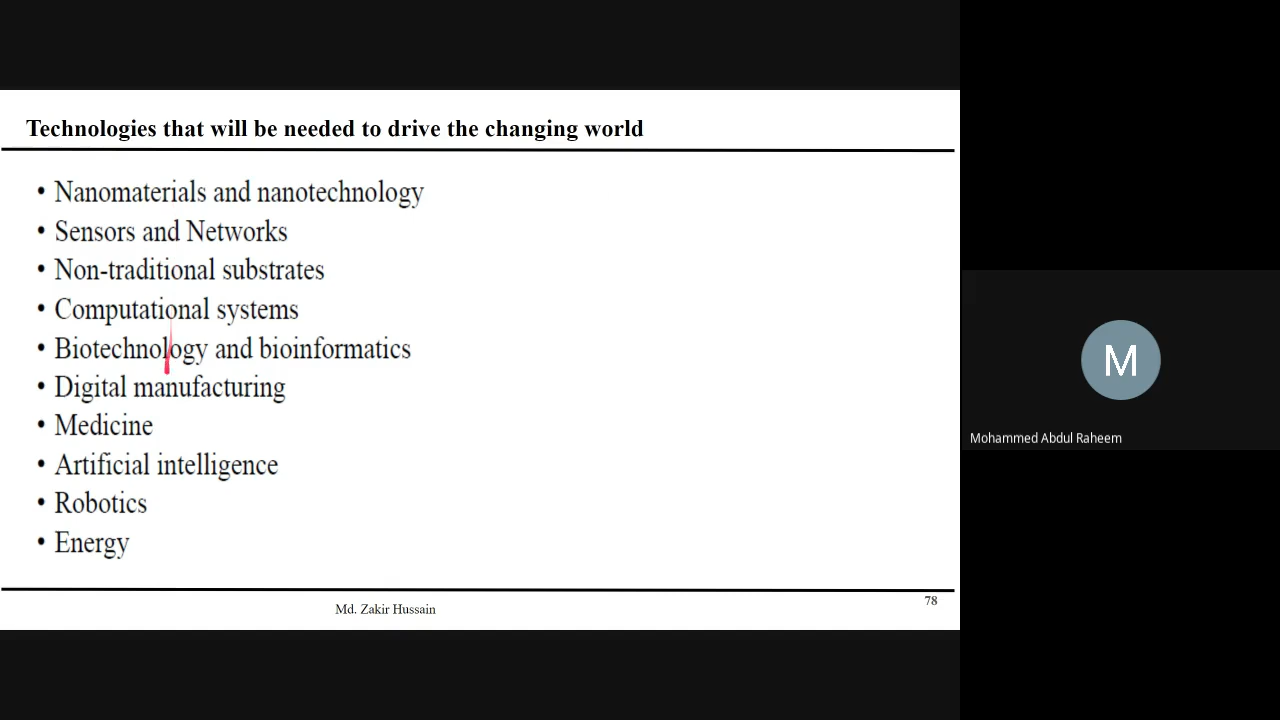 Technologies that will be needed to drive the changing world
• Nanomaterials and nanotechnology
• Sensors and Networks
• Non-traditional substrates
• Computational systems
• Biotechnology and bioinformatics
• Digital manufacturing
• Medicine
• Artificial intelligence
• Robotics
• Energy
Md. Zakir Hussain
78
M
Mohammed Abdul Raheem